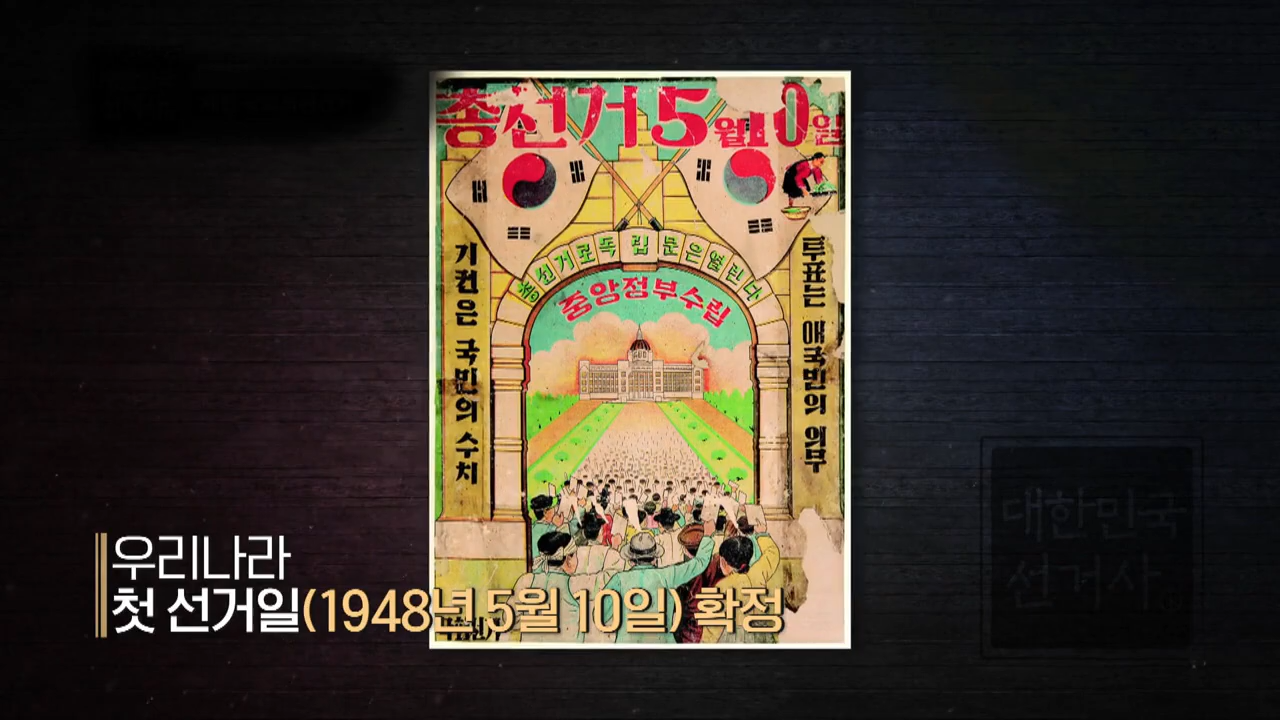 총선거 5월 10일
총선거로 독립문은 열린다
중앙정부수립
기권은 국민의 수치
투표는 애국민의 의무
우리나라
첫 선거일(1948년 5월 10일) 확정
대한민국
선거사